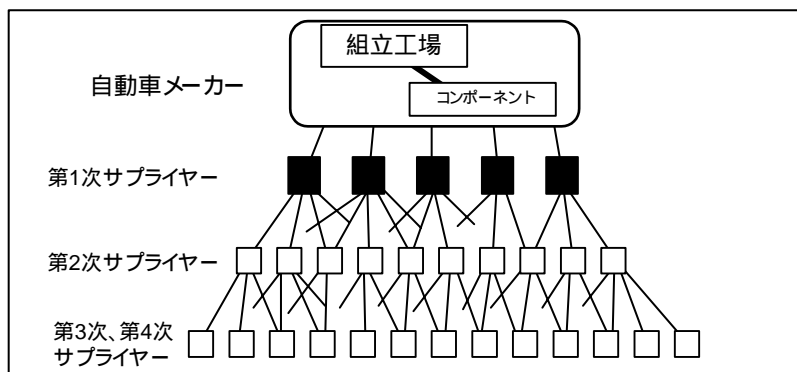 組立工場
自動車メーカー
コンポーネント
第1次サプライヤー
第2次サプライヤー
第3次、第4次
サプライヤー